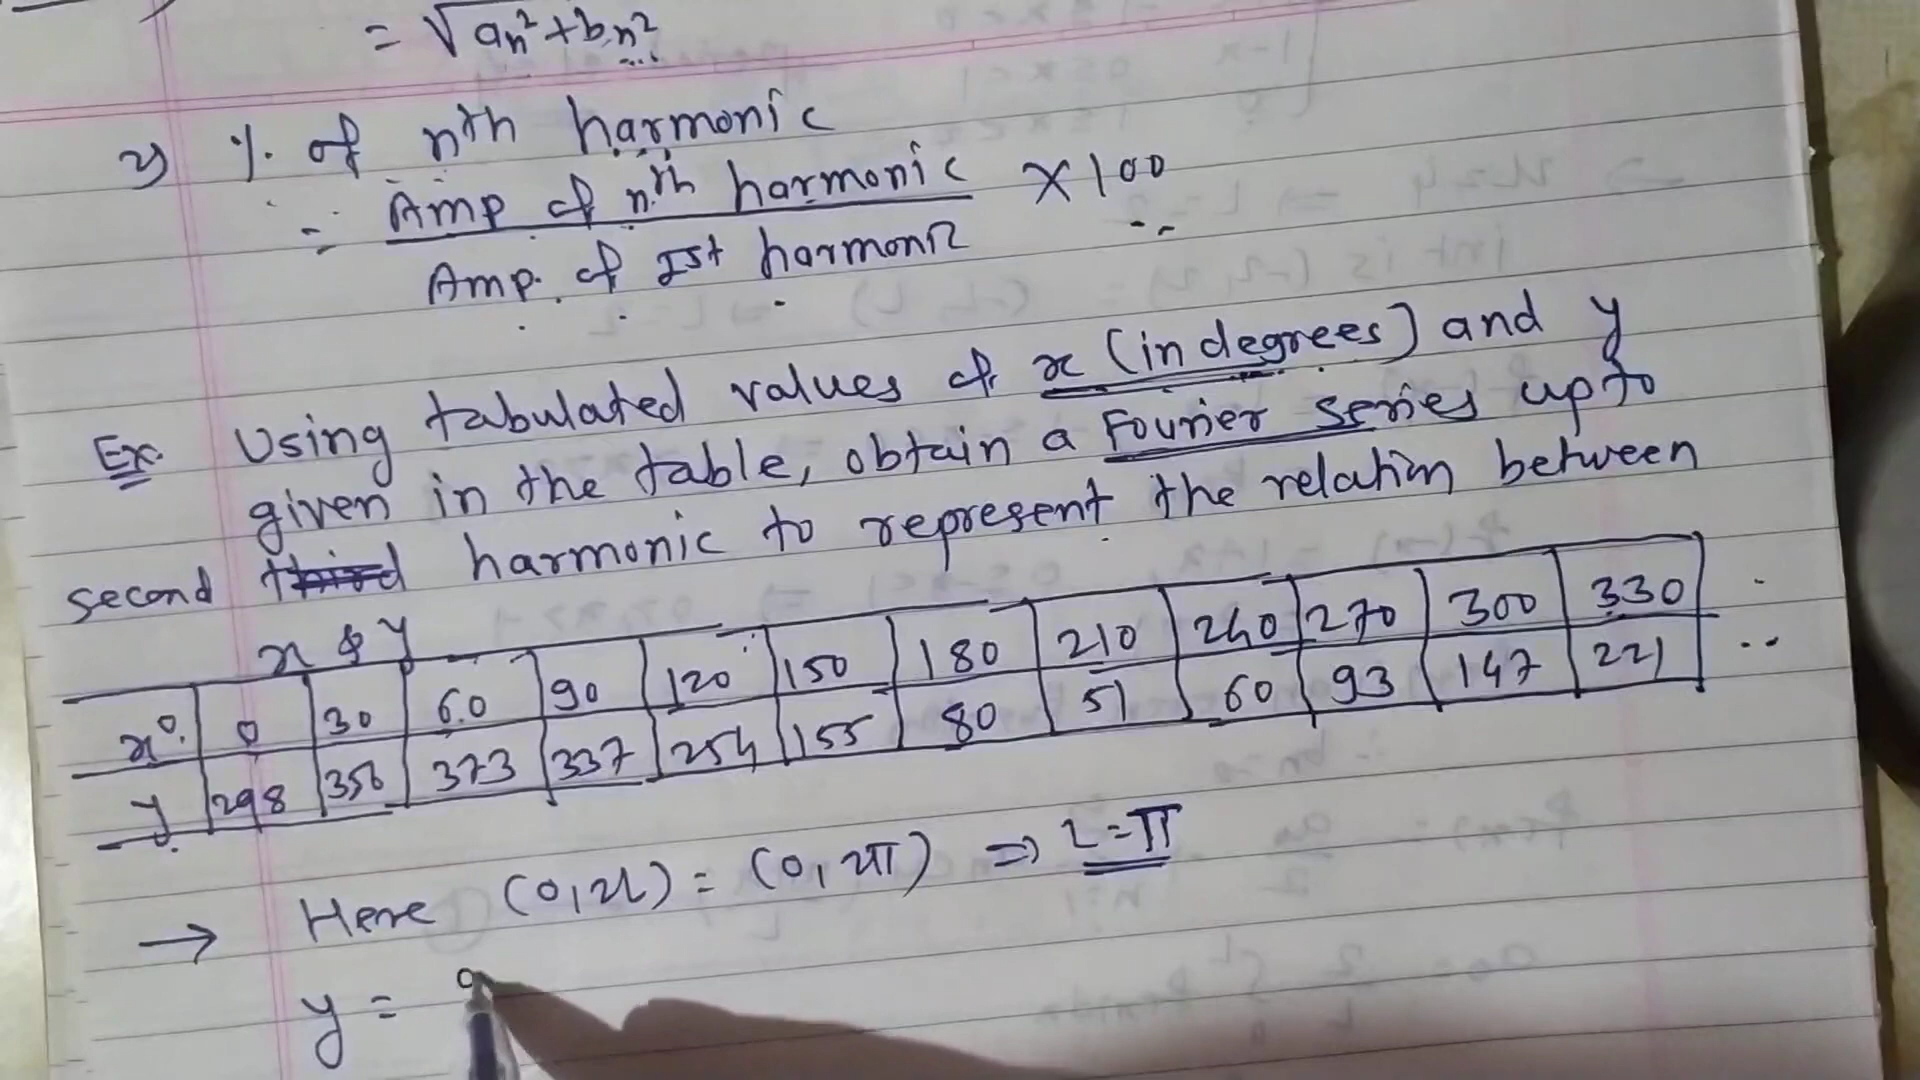 = √an²+bn²
2) % of nth harmonic
= Amp of nth harmonic × 100
Amp. of Ist harmonic
Ex. Using tabulated values of x (in degrees) and y
given in the table, obtain a Fourier series up to
second third harmonic to represent the relation between
x & y
x° 0 30 60 90 120 150 180 210 240 270 300 330
y 298 356 373 337 254 155 80 51 60 93 147 221
→ Here (0, 2L) = (0, 2π) => L = π
y = a